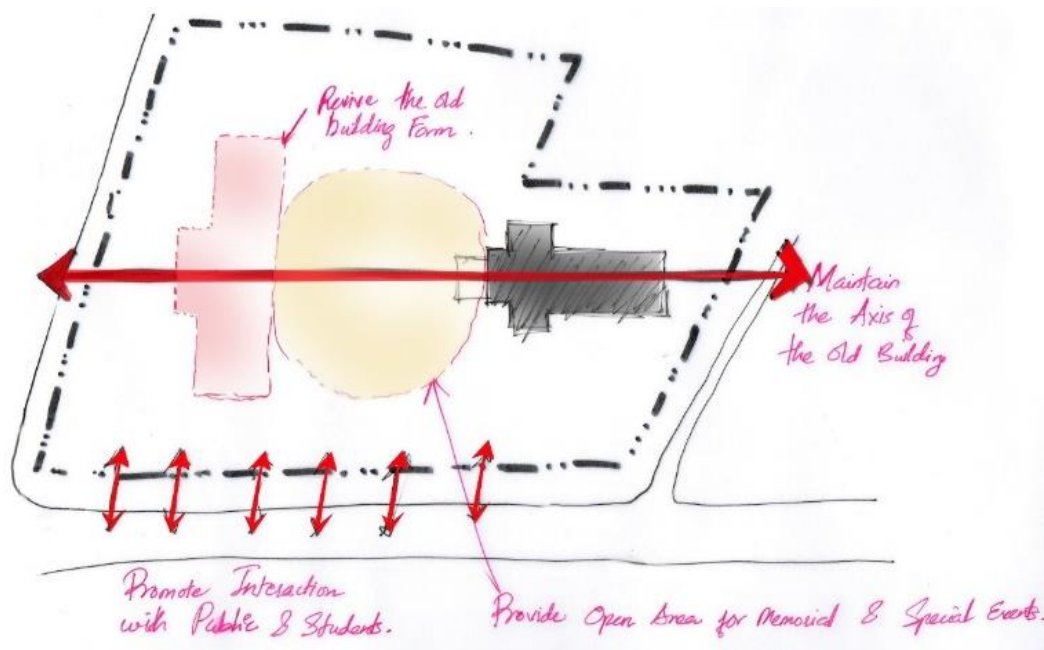 Revive the old
building Form.
Maintain
the Axis of
the old Building
Promote Interaction
with Public & Students.
Provide Open Area for Memorial & Special Events.